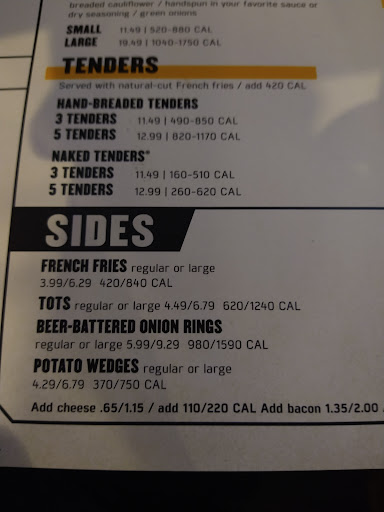 breaded cauliflower / handspun in your favorite sauce or
dry seasoning / green onions
SMALL 11.49 | 520-880 CAL
LARGE 19.49 | 1040-1750 CAL
TENDERS
Served with natural-cut French fries / add 420 CAL
HAND-BREADED TENDERS
3 TENDERS 11.49 | 490-850 CAL
5 TENDERS 12.99 | 820-1170 CAL
NAKED TENDERS*
3 TENDERS 11.49 | 160-510 CAL
5 TENDERS 12.99 | 260-620 CAL
SIDES
FRENCH FRIES regular or large
3.99/6.29 420/840 CAL
TOTS regular or large 4.49/6.79 620/1240 CAL
BEER-BATTERED ONION RINGS
regular or large 5.99/9.29 980/1590 CAL
POTATO WEDGES regular or large
4.29/6.79 370/750 CAL
Add cheese .65/1.15 / add 110/220 CAL Add bacon 1.35/2.00